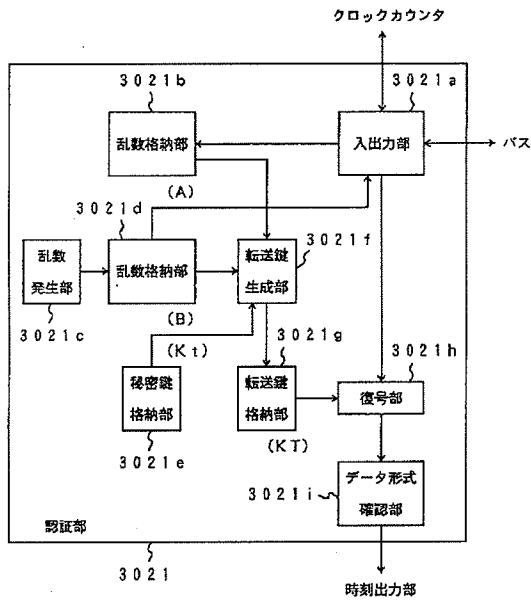 クロックカウンタ
3021b
3021a
乱数格納部
入出力部
バス
(A)
3021d
3021f
乱数
発生部
乱数格納部
転送鍵
生成部
(B)
3021c
3021g
(Kt)
3021h
秘密鍵
格納部
転送鍵
格納部
復号部
(KT)
3021e
データ形式
確認部
3021i
認証部
3021
時刻出力部